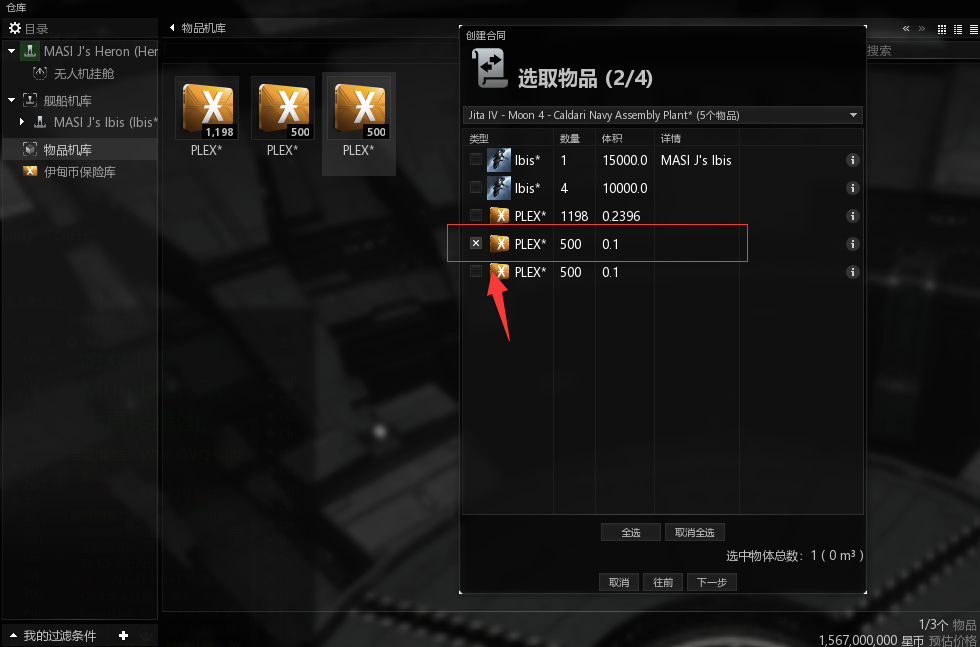 仓库
目录
MASI J's Heron (Her
无人机挂舱
舰船机库
MASI J's Ibis (Ibis*
物品机库
伊甸币保险库
我的过滤条件
物品机库
1,198
500
500
PLEX*
PLEX*
PLEX*
搜索
创建合同
选取物品 (2/4)
Jita IV - Moon 4 - Caldari Navy Assembly Plant* (5个物品)
类型 数量 体积 详情
Ibis* 1 15000.0 MASI J's Ibis
Ibis* 4 10000.0
PLEX* 1198 0.2396
PLEX* 500 0.1
PLEX* 500 0.1
全选 取消全选
选中物体总数: 1 ( 0 m³ )
取消 往前 下一步
1/3个 物品
1,567,000,000 星币 预估价格